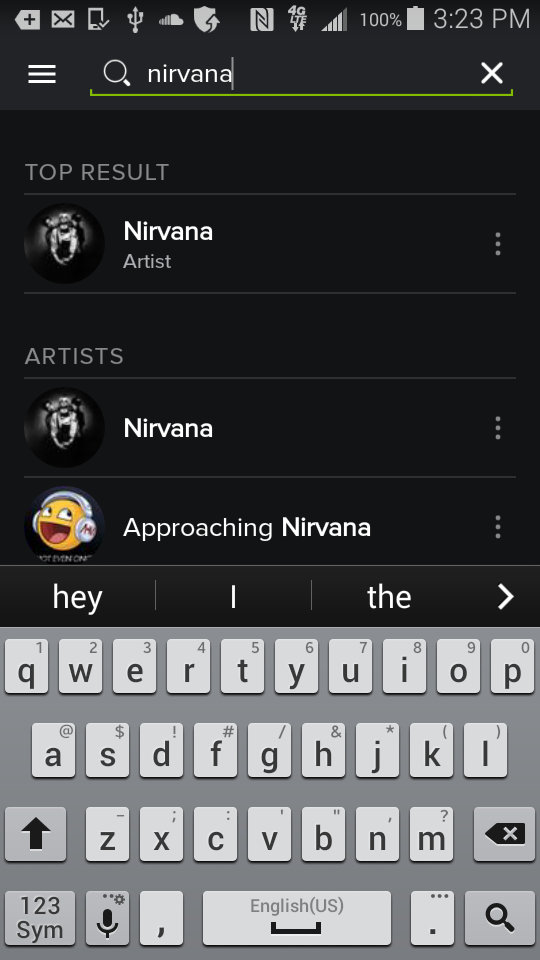 4G LTE 100% 3:23 PM
nirvana
TOP RESULT
Nirvana
Artist
ARTISTS
Nirvana
Approaching Nirvana
hey I the
1 2 3 4 5 6 7 8 9 0
q w e r t y u i o p
@ $ ! # / & * ( )
a s d f g h j k l
- ; : ' " , ?
z x c v b n m
123
Sym , English(US) .